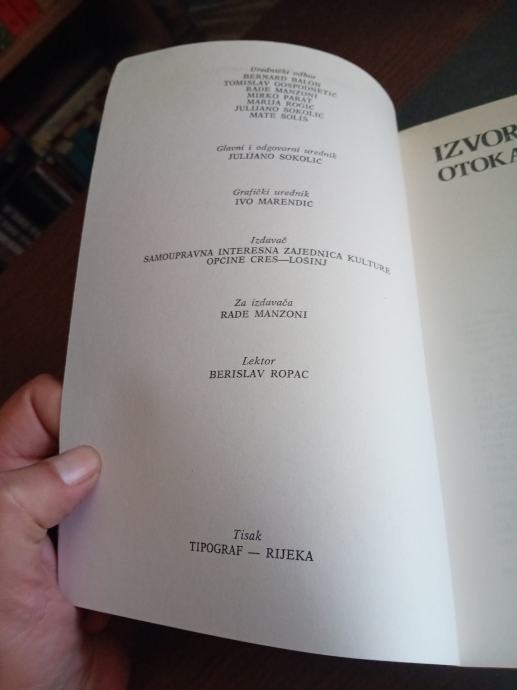 Urednički odbor
BERNARD BALON
TOMISLAV GOSPODNETIĆ
RADE MANZONI
MIRKO PARAT
MARIJA ROGIĆ
JULIJANO SOKOLIĆ
MATE SOLIS
Glavni i odgovorni urednik
JULIJANO SOKOLIĆ
Grafički urednik
IVO MARENDIĆ
Izdavač
SAMOUPRAVNA INTERESNA ZAJEDNICA KULTURE
OPĆINE CRES—LOŠINJ
Za izdavača
RADE MANZONI
Lektor
BERISLAV ROPAC
Tisak
TIPOGRAF — RIJEKA
IZVOR
OTOKA